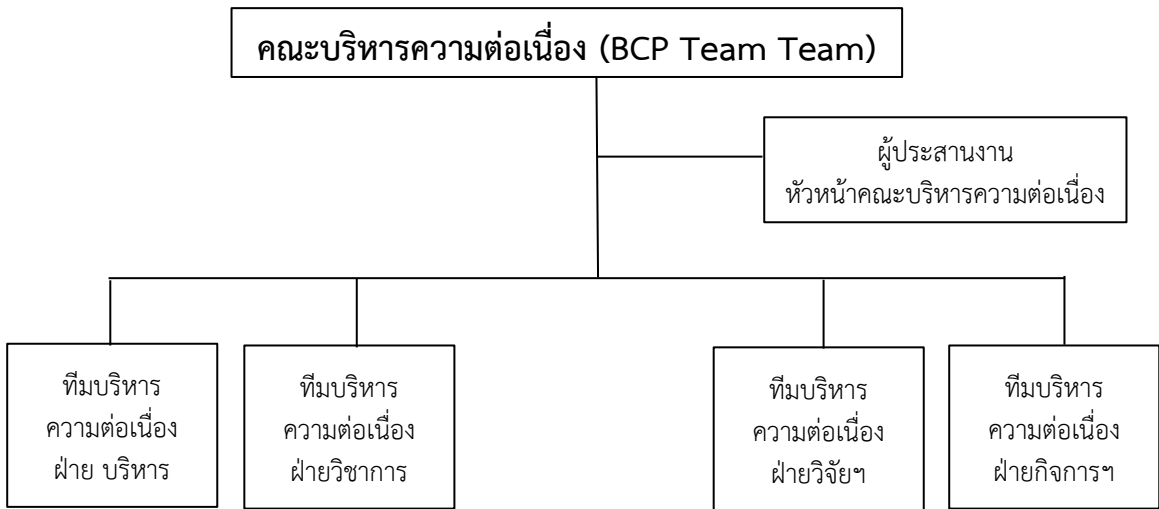 คณะบริหารความต่อเนื่อง (BCP Team Team)
ผู้ประสานงาน
หัวหน้าคณะบริหารความต่อเนื่อง
ทีมบริหาร
ความต่อเนื่อง
ฝ่าย บริหาร
ทีมบริหาร
ความต่อเนื่อง
ฝ่ายวิชาการ
ทีมบริหาร
ความต่อเนื่อง
ฝ่ายวิจัยฯ
ทีมบริหาร
ความต่อเนื่อง
ฝ่ายกิจการฯ